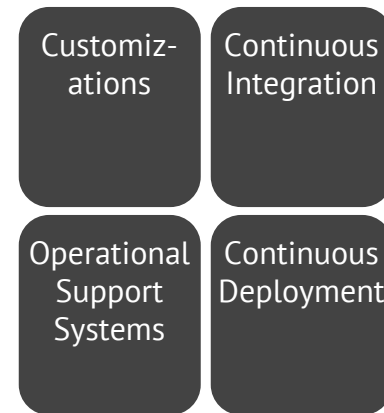 Customiz-
ations
Continuous
Integration
Operational
Support
Systems
Continuous
Deployment